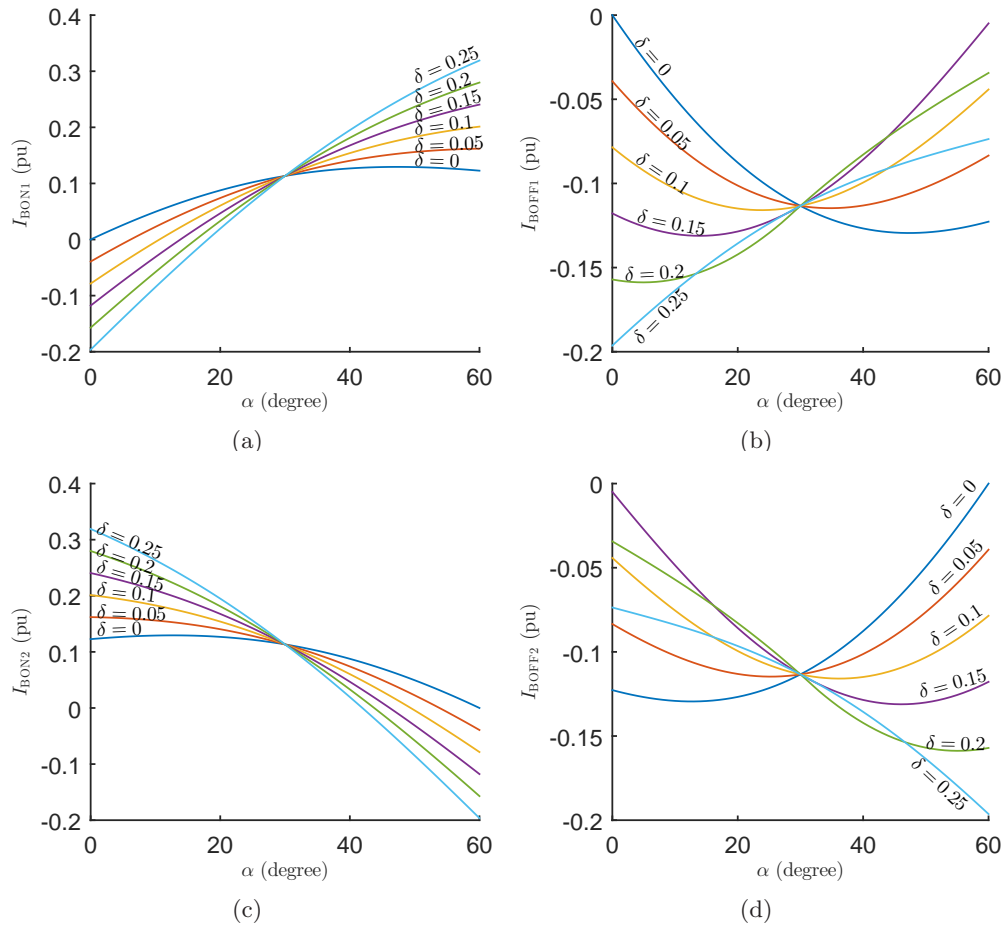 0.4
0.3
0.2
0.1
0
-0.1
-0.2
I_BON1 (pu)
δ = 0.25
δ = 0.2
δ = 0.15
δ = 0.1
δ = 0.05
δ = 0
0 20 40 60
α (degree)
(a)
0
-0.05
-0.1
-0.15
-0.2
I_BOFF1 (pu)
δ = 0
δ = 0.05
δ = 0.1
δ = 0.15
δ = 0.2
δ = 0.25
0 20 40 60
α (degree)
(b)
0.4
0.3
0.2
0.1
0
-0.1
-0.2
I_BON2 (pu)
δ = 0.25
δ = 0.2
δ = 0.15
δ = 0.1
δ = 0.05
δ = 0
0 20 40 60
α (degree)
(c)
0
-0.05
-0.1
-0.15
-0.2
I_BOFF2 (pu)
δ = 0
δ = 0.05
δ = 0.1
δ = 0.15
δ = 0.2
δ = 0.25
0 20 40 60
α (degree)
(d)